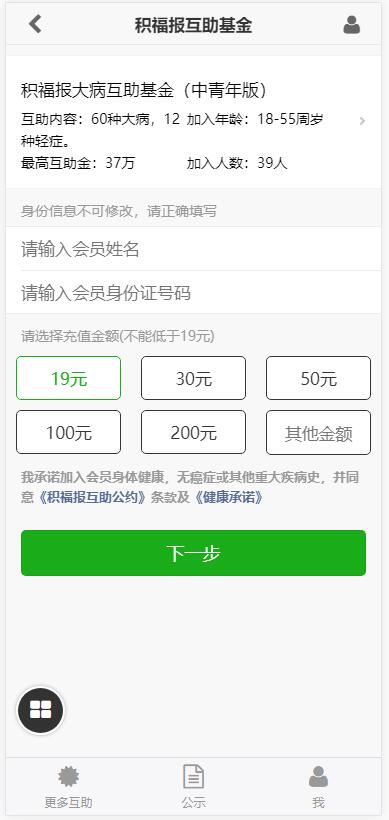 积福报互助基金
积福报大病互助基金（中青年版）
互助内容：60种大病，12种轻症。
加入年龄：18-55周岁
最高互助金：37万
加入人数：39人
身份信息不可修改，请正确填写
请输入会员姓名
请输入会员身份证号码
请选择充值金额(不能低于19元)
19元
30元
50元
100元
200元
其他金额
我承诺加入会员身体健康，无癌症或其他重大疾病史，并同
意《积福报互助公约》条款及《健康承诺》
下一步
更多互助
公示
我